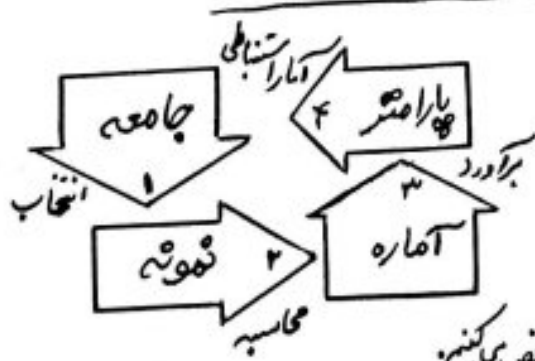 آمار استنباطی
جامعه
۱
انتخاب
نمونه
۲
محاسبه
آماره
۳
برآورد
پارامتر
۴